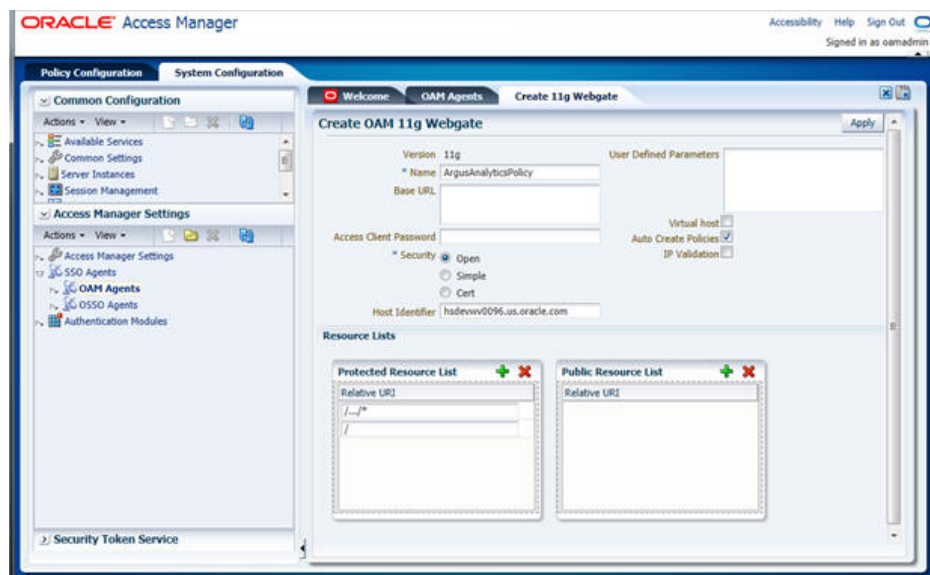 ORACLE Access Manager
Accessibility Help Sign Out
Signed in as oamadmin
Policy Configuration System Configuration
Common Configuration
Actions View
Available Services
Common Settings
Server Instances
Session Management
Access Manager Settings
Actions View
Access Manager Settings
SSO Agents
OAM Agents
OSSO Agents
Authentication Modules
Security Token Service
Welcome OAM Agents Create 11g Webgate
Create OAM 11g Webgate Apply
Version 11g
* Name ArgusAnalyticsPolicy
Base URL
Access Client Password
* Security Open
Simple
Cert
Host Identifier hsdevwv0096.us.oracle.com
User Defined Parameters
Virtual host
Auto Create Policies
IP Validation
Resource Lists
Protected Resource List
Relative URI
/.../*
/
Public Resource List
Relative URI